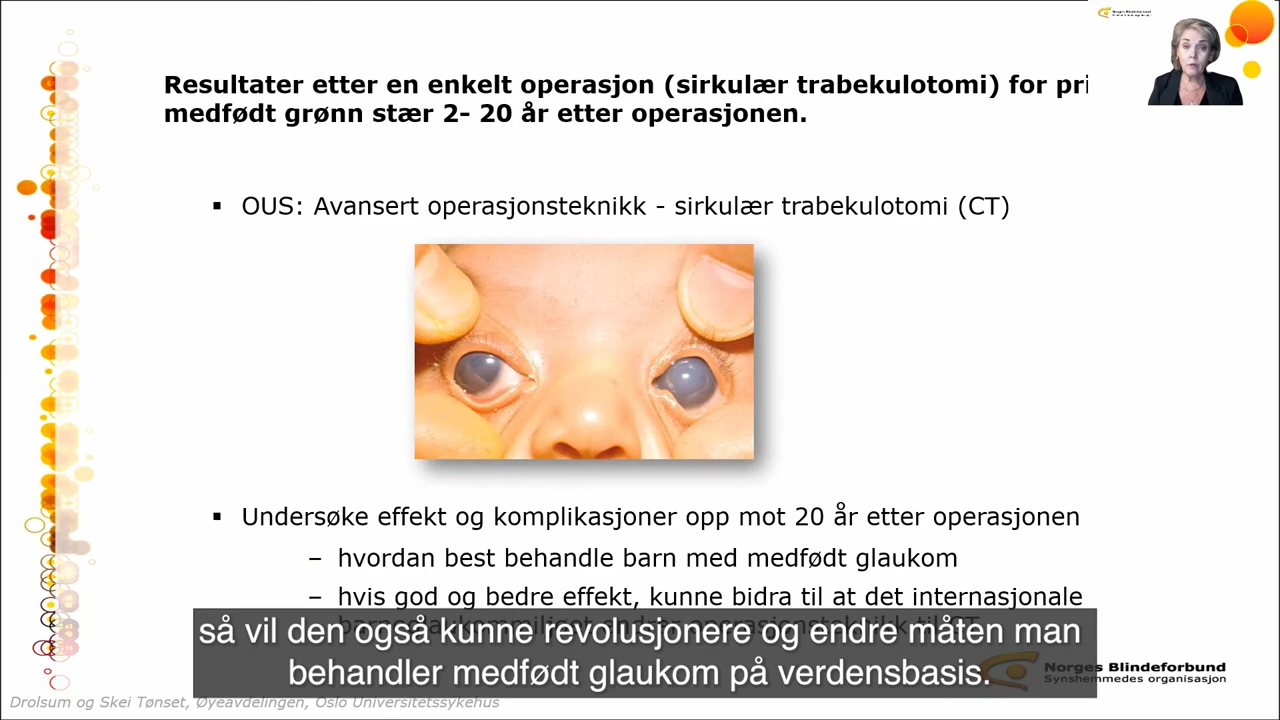 Resultater etter en enkelt operasjon (sirkulær trabekulotomi) for pri
medfødt grønn stær 2- 20 år etter operasjonen.
▪ OUS: Avansert operasjonsteknikk - sirkulær trabekulotomi (CT)
▪ Undersøke effekt og komplikasjoner opp mot 20 år etter operasjonen
– hvordan best behandle barn med medfødt glaukom
– hvis god og bedre effekt, kunne bidra til at det internasjonale
så vil den også kunne revolusjonere og endre måten man
behandler medfødt glaukom på verdensbasis.
Norges Blindeforbund
Synshemmedes organisasjon
Drolsum og Skei Tønset, Øyeavdelingen, Oslo Universitetssykehus